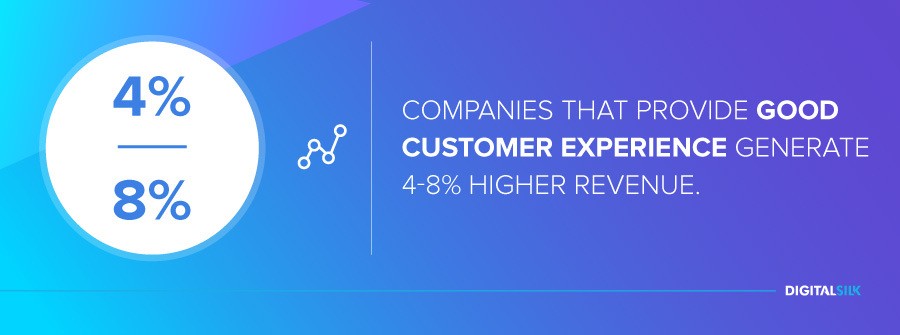 4%
8%
COMPANIES THAT PROVIDE GOOD
CUSTOMER EXPERIENCE GENERATE
4-8% HIGHER REVENUE.
DIGITALSILK